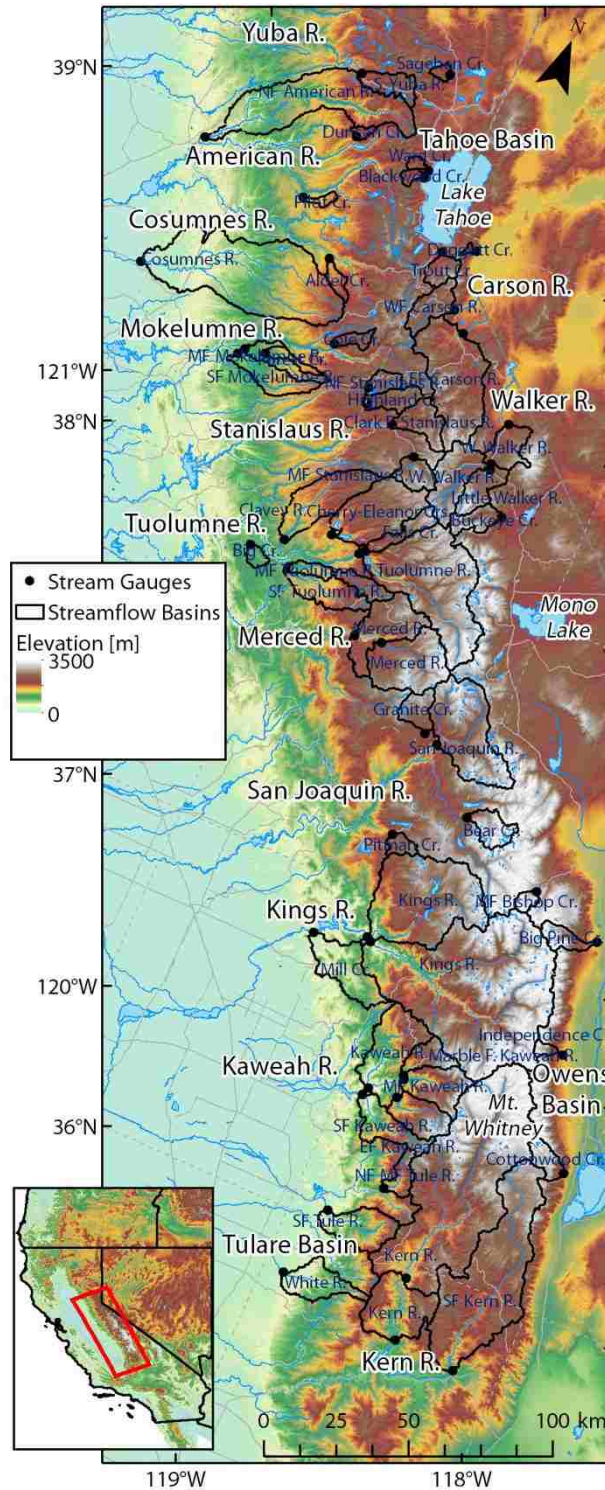 Yuba R.
N
39°N
Sagehen Cr.
Yuba R.
NF American R.
Duncan Cr.
Tahoe Basin
American R.
Ward Cr.
Blackwood Cr.
Lake
Tahoe
Pilot Cr.
Cosumnes R.
Daggett Cr.
Cosumnes R.
Trout Cr.
Alder Cr.
Carson R.
WF Carson R.
Mokelumne R.
Cole Cr.
MF Mokelumne R.
121°W
SF Mokelumne R.
NF Stanislaus R.
EF Carson R.
Highland Cr.
Walker R.
38°N
Clark F Stanislaus R.
Stanislaus R.
W. Walker R.
MF Stanislaus R.
W. Walker R.
Little Walker R.
Clavey R.
Cherry-Eleanor Crs.
Buckeye Cr.
Tuolumne R.
Falls Cr.
Big Cr.
MF Tuolumne R.
Tuolumne R.
Stream Gauges
SF Tuolumne R.
Streamflow Basins
Mono
Lake
Merced R.
Merced R.
Elevation [m]
3500
Merced R.
0
Granite Cr.
San Joaquin R.
37°N
San Joaquin R.
Bear Cr.
Pitman Cr.
Kings R.
MF Bishop Cr.
Kings R.
Big Pine C
Kings R.
Mill Cr.
120°W
Independence C
Kaweah R.
Marble F. Kaweah R.
Kaweah R.
Owens
Basin
MF Kaweah R.
Mt.
Whitney
36°N
SF Kaweah R.
EF Kaweah R.
Cottonwood Cr.
NF MF Tule R.
SF Tule R.
Tulare Basin
Kern R.
White R.
Kern R.
SF Kern R.
Kern R.
0 25 50 100 km
119°W 118°W